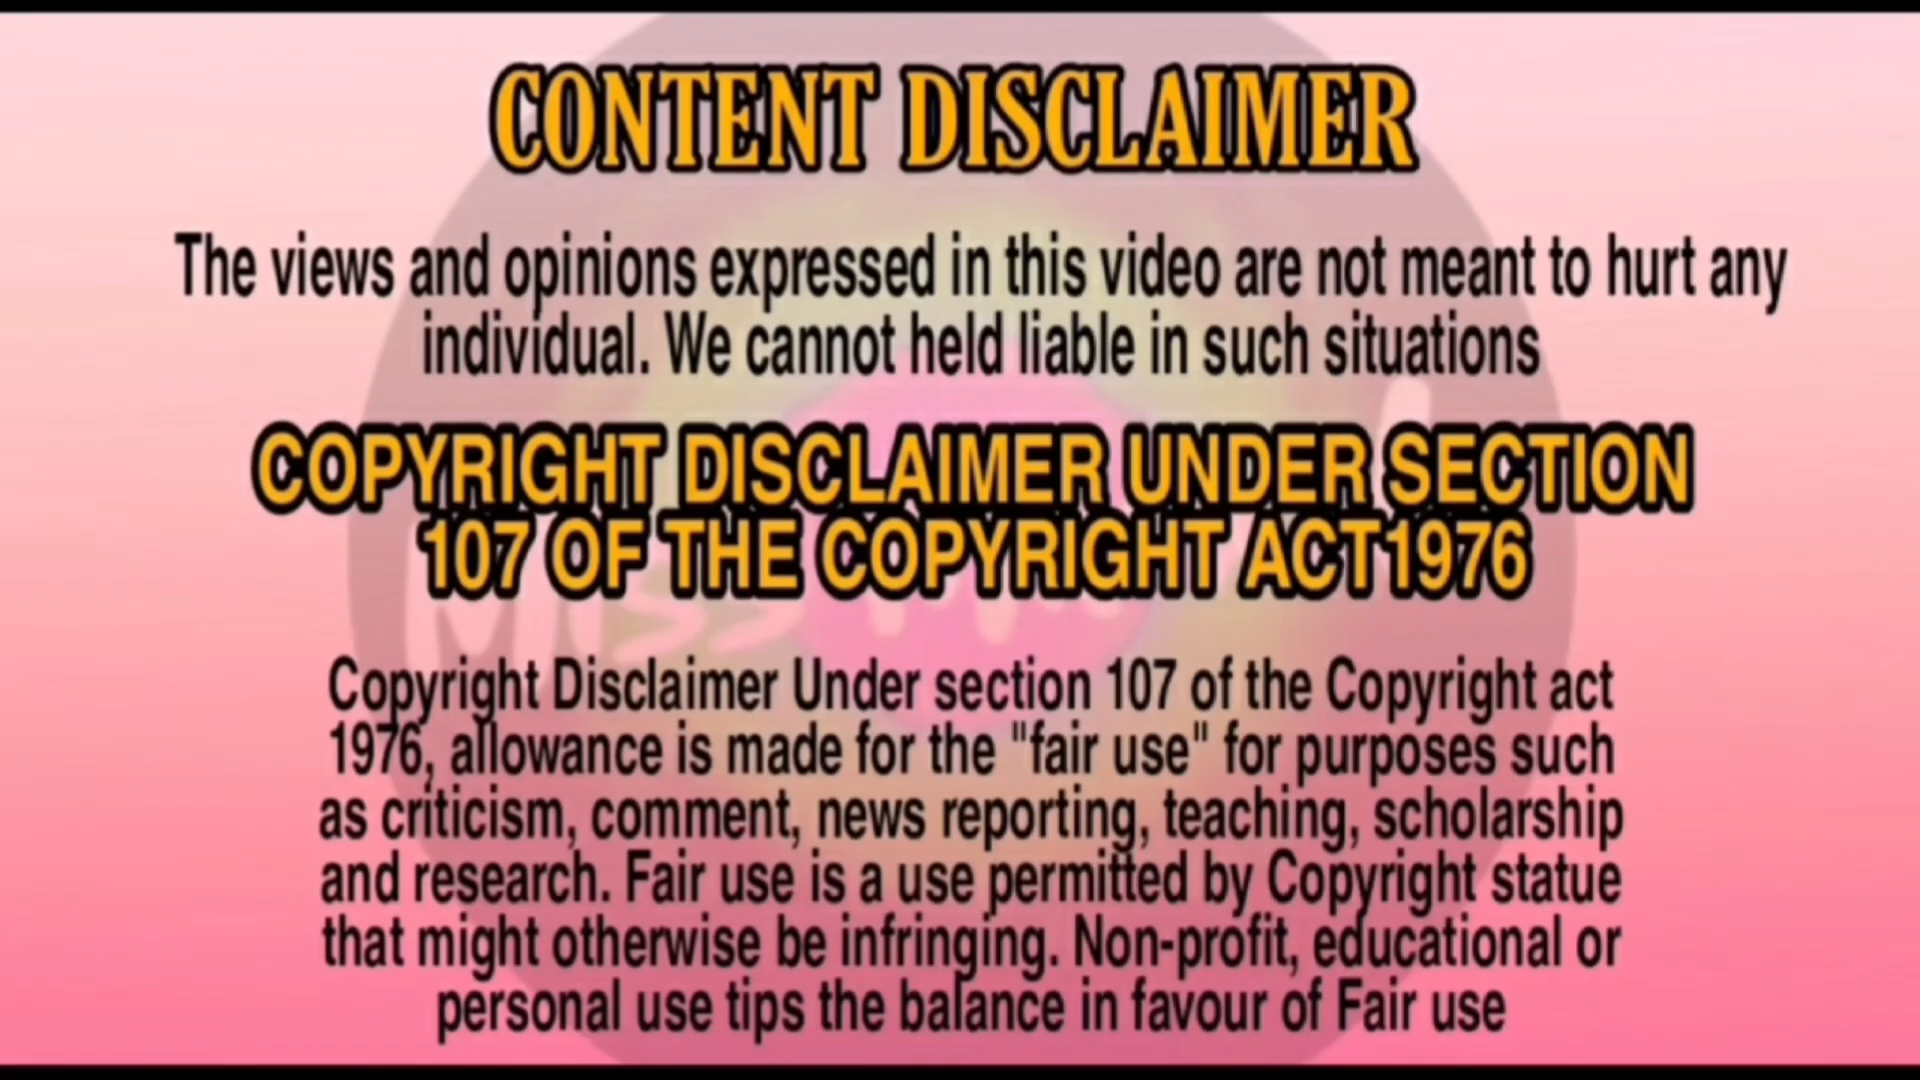 CONTENT DISCLAIMER
The views and opinions expressed in this video are not meant to hurt any
individual. We cannot held liable in such situations
COPYRIGHT DISCLAIMER UNDER SECTION
107 OF THE COPYRIGHT ACT1976
Miss
Copyright Disclaimer Under section 107 of the Copyright act
1976, allowance is made for the "fair use" for purposes such
as criticism, comment, news reporting, teaching, scholarship
and research. Fair use is a use permitted by Copyright statue
that might otherwise be infringing. Non-profit, educational or
personal use tips the balance in favour of Fair use